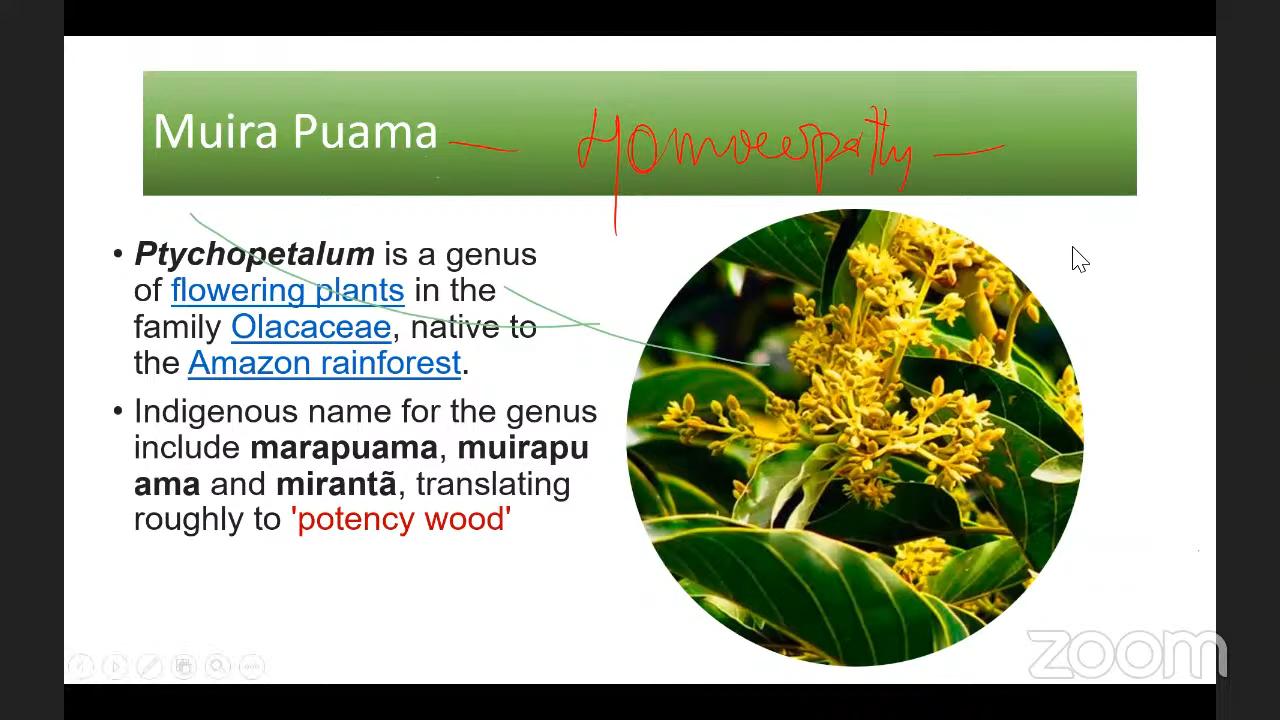 Muira Puama — Homoeopathy —
• Ptychopetalum is a genus
of flowering plants in the
family Olacaceae, native to
the Amazon rainforest.
• Indigenous name for the genus
include marapuama, muirapu
ama and mirantã, translating
roughly to 'potency wood'
zoom